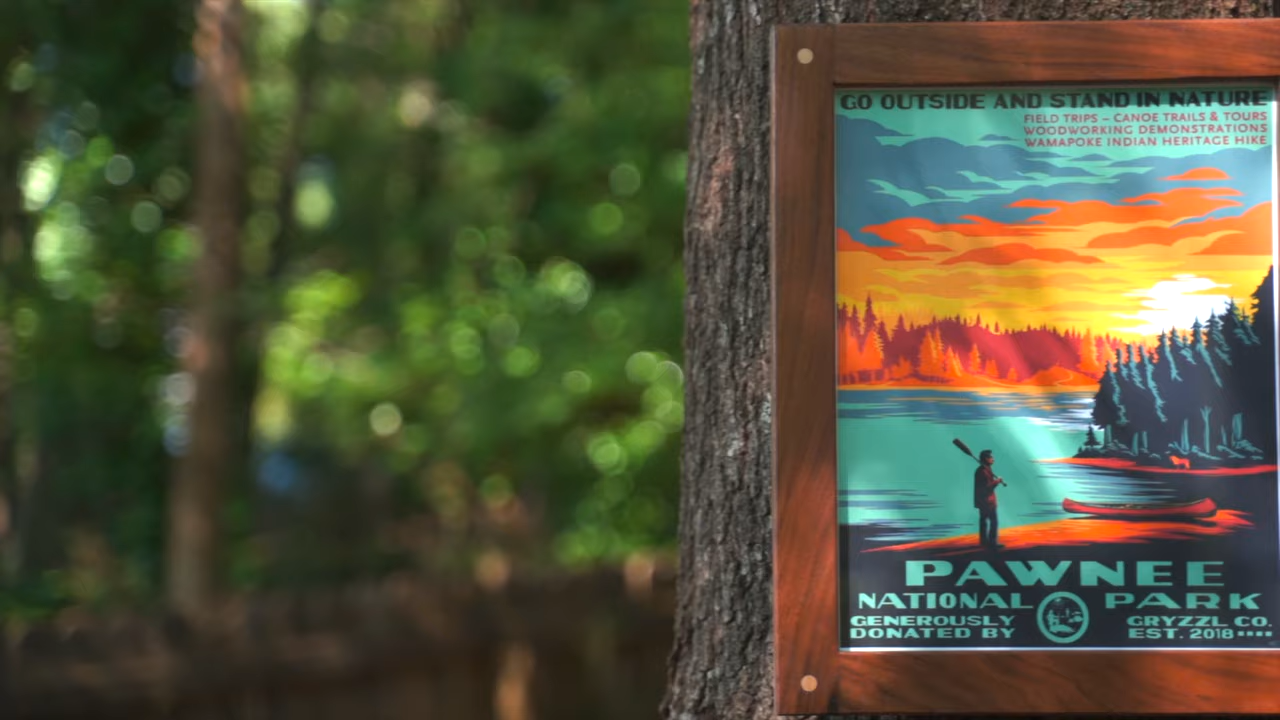 GO OUTSIDE AND STAND IN NATURE
FIELD TRIPS – CANOE TRAILS & TOURS
WOODWORKING DEMONSTRATIONS
WAMAPOKE INDIAN HERITAGE HIKE
PAWNEE
NATIONAL PARK
GENEROUSLY DONATED BY
GRYZZL CO. EST. 2018